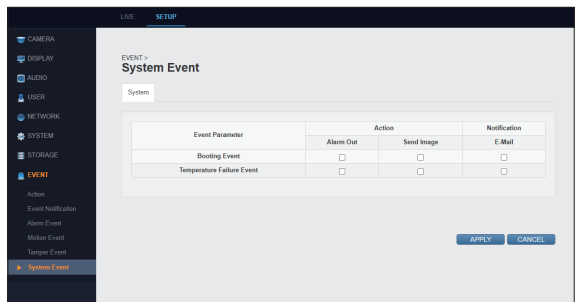 LIVE SETUP
CAMERA
DISPLAY
AUDIO
USER
NETWORK
SYSTEM
STORAGE
EVENT
Action
Event Notification
Alarm Event
Motion Event
Tamper Event
System Event
EVENT >
System Event
System
Event Parameter Action Notification
Alarm Out Send Image E-Mail
Booting Event
Temperature Failure Event
APPLY CANCEL